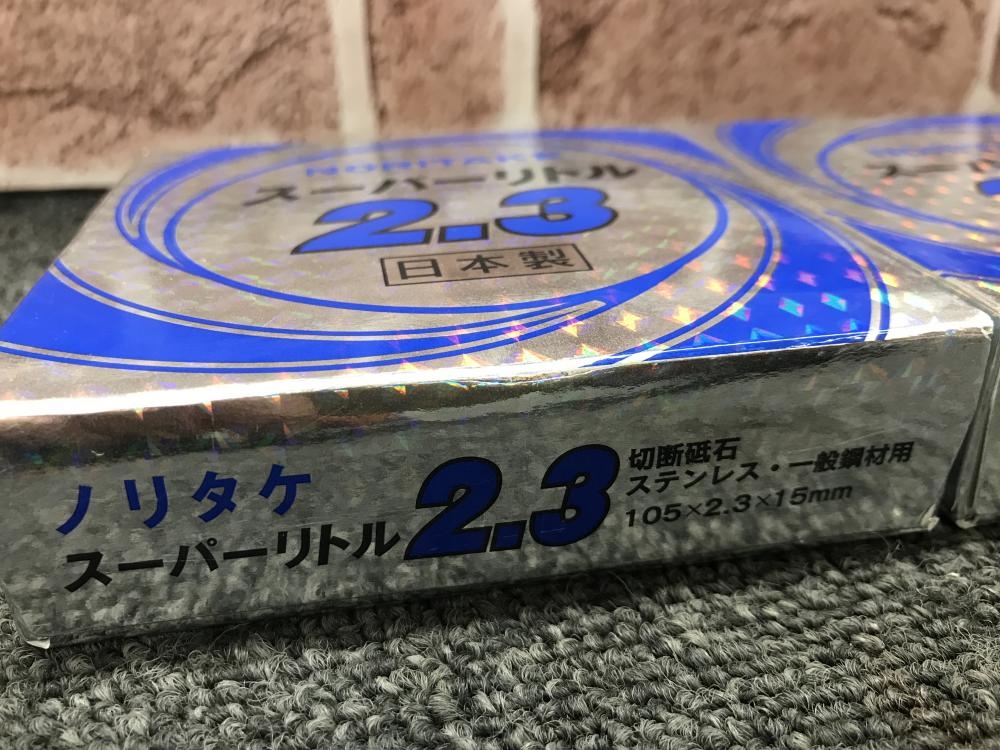 NORITAKE
スーパーリトル
2.3
日本製
ノリタケ
スーパーリトル
2.3
切断砥石
ステンレス・一般鋼材用
105×2.3×15mm
スー